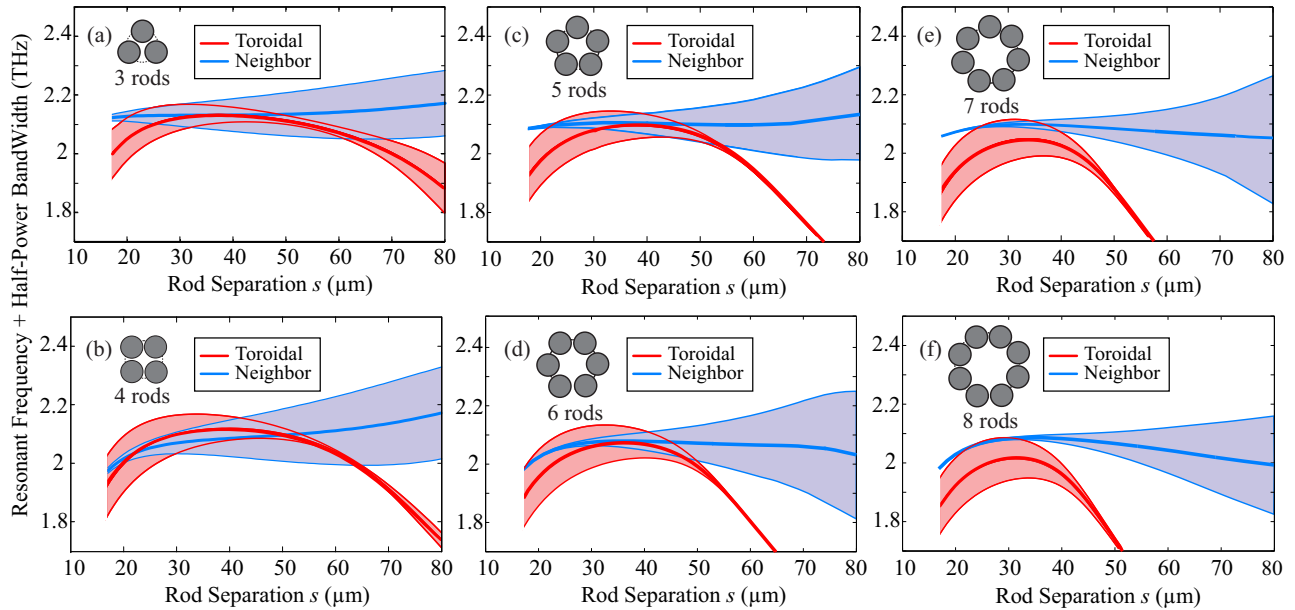 Resonant Frequency + Half-Power BandWidth (THz)
(a)
3 rods
Toroidal
Neighbor
2.4
2.2
2
1.8
10 20 30 40 50 60 70 80
Rod Separation s (µm)
(c)
5 rods
Toroidal
Neighbor
2.4
2.2
2
1.8
10 20 30 40 50 60 70 80
Rod Separation s (µm)
(e)
7 rods
Toroidal
Neighbor
2.4
2.2
2
1.8
10 20 30 40 50 60 70 80
Rod Separation s (µm)
(b)
4 rods
Toroidal
Neighbor
2.4
2.2
2
1.8
10 20 30 40 50 60 70 80
Rod Separation s (µm)
(d)
6 rods
Toroidal
Neighbor
2.4
2.2
2
1.8
10 20 30 40 50 60 70 80
Rod Separation s (µm)
(f)
8 rods
Toroidal
Neighbor
2.4
2.2
2
1.8
10 20 30 40 50 60 70 80
Rod Separation s (µm)